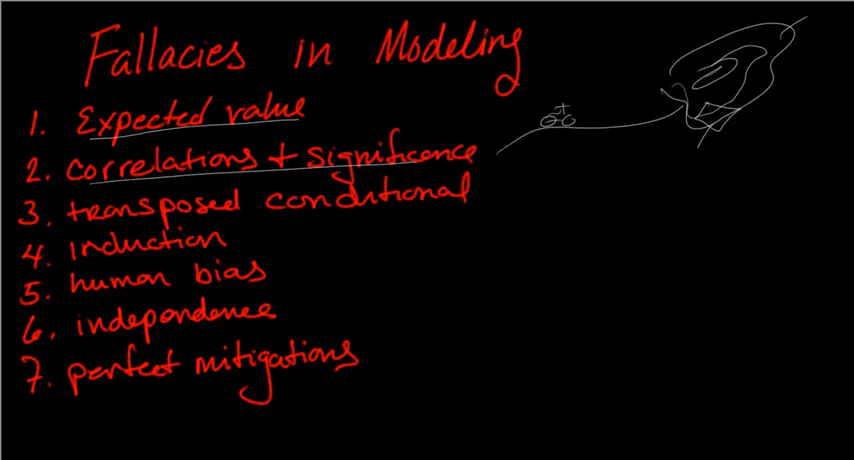 Fallacies in Modeling
1. Expected value
2. Correlations + Significance
3. transposed conditional
4. induction
5. human bias
6. independence
7. perfect mitigations